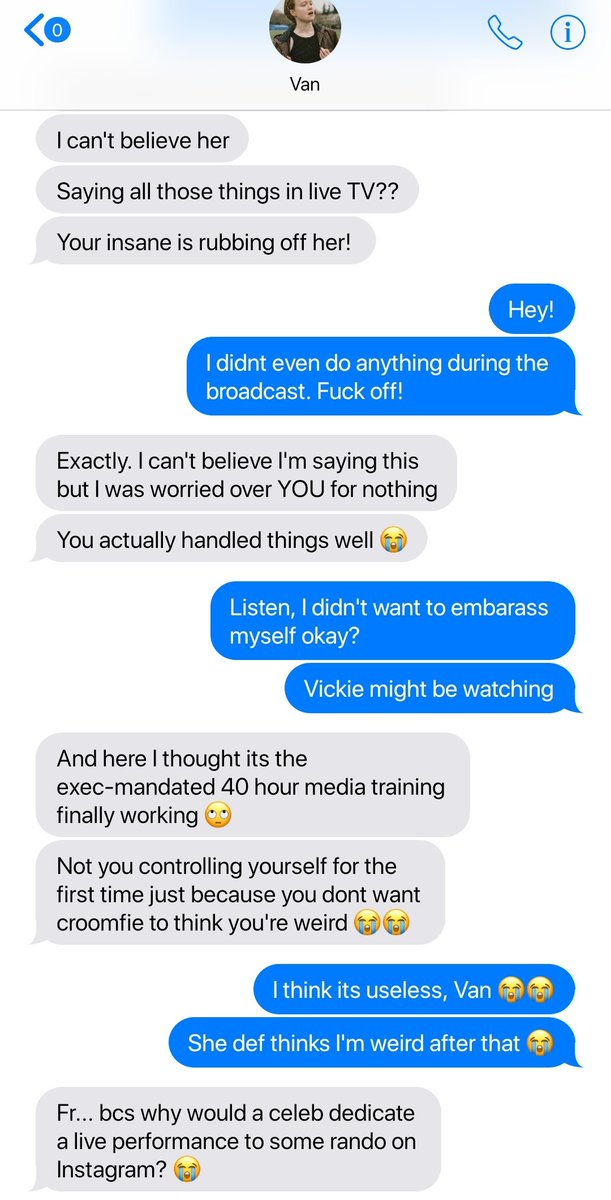 0
Van
I can't believe her
Saying all those things in live TV??
Your insane is rubbing off her!
Hey!
I didnt even do anything during the
broadcast. Fuck off!
Exactly. I can't believe I'm saying this
but I was worried over YOU for nothing
You actually handled things well 😭
Listen, I didn't want to embarass
myself okay?
Vickie might be watching
And here I thought its the
exec-mandated 40 hour media training
finally working 🙄
Not you controlling yourself for the
first time just because you dont want
croomfie to think you're weird 😭😭
I think its useless, Van 😭😭
She def thinks I'm weird after that 😭
Fr... bcs why would a celeb dedicate
a live performance to some rando on
Instagram? 😭